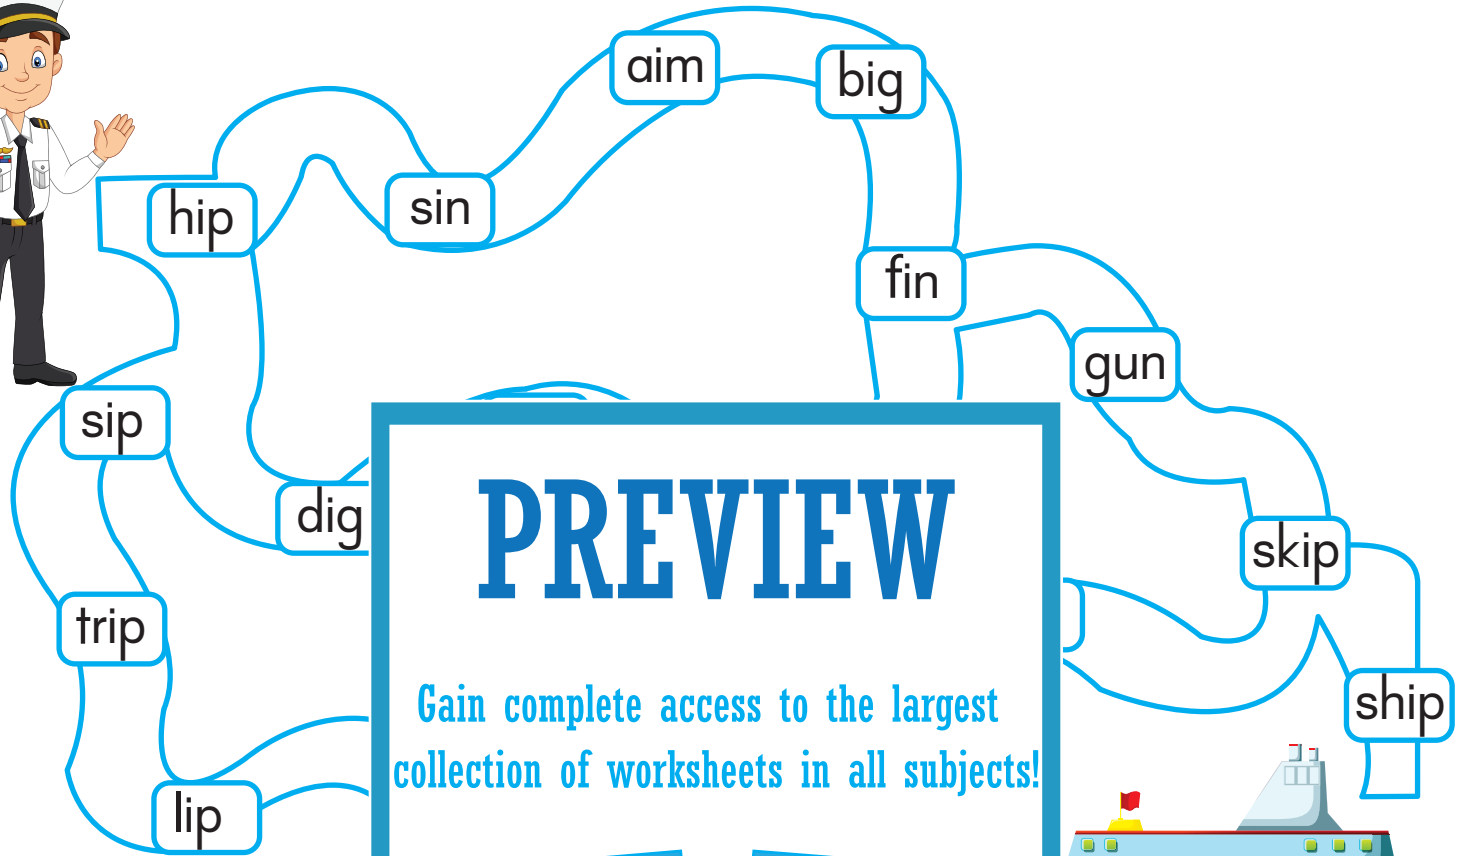 aim
big
hip
sin
fin
gun
sip
dig
skip
trip
ship
lip
PREVIEW
Gain complete access to the largest
collection of worksheets in all subjects!